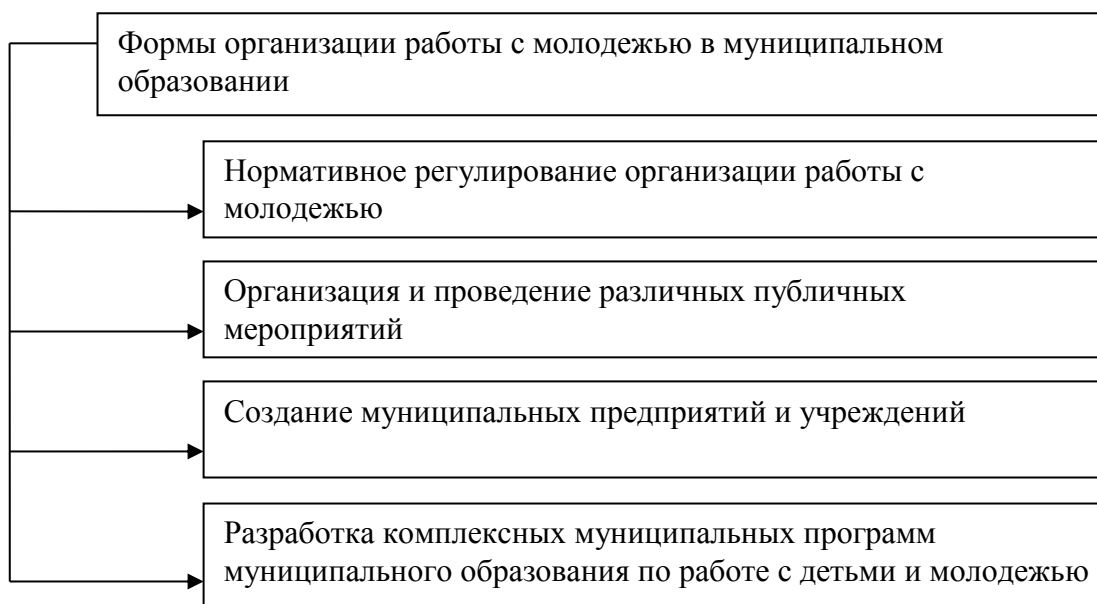 Формы организации работы с молодежью в муниципальном
образовании
Нормативное регулирование организации работы с
молодежью
Организация и проведение различных публичных
мероприятий
Создание муниципальных предприятий и учреждений
Разработка комплексных муниципальных программ
муниципального образования по работе с детьми и молодежью